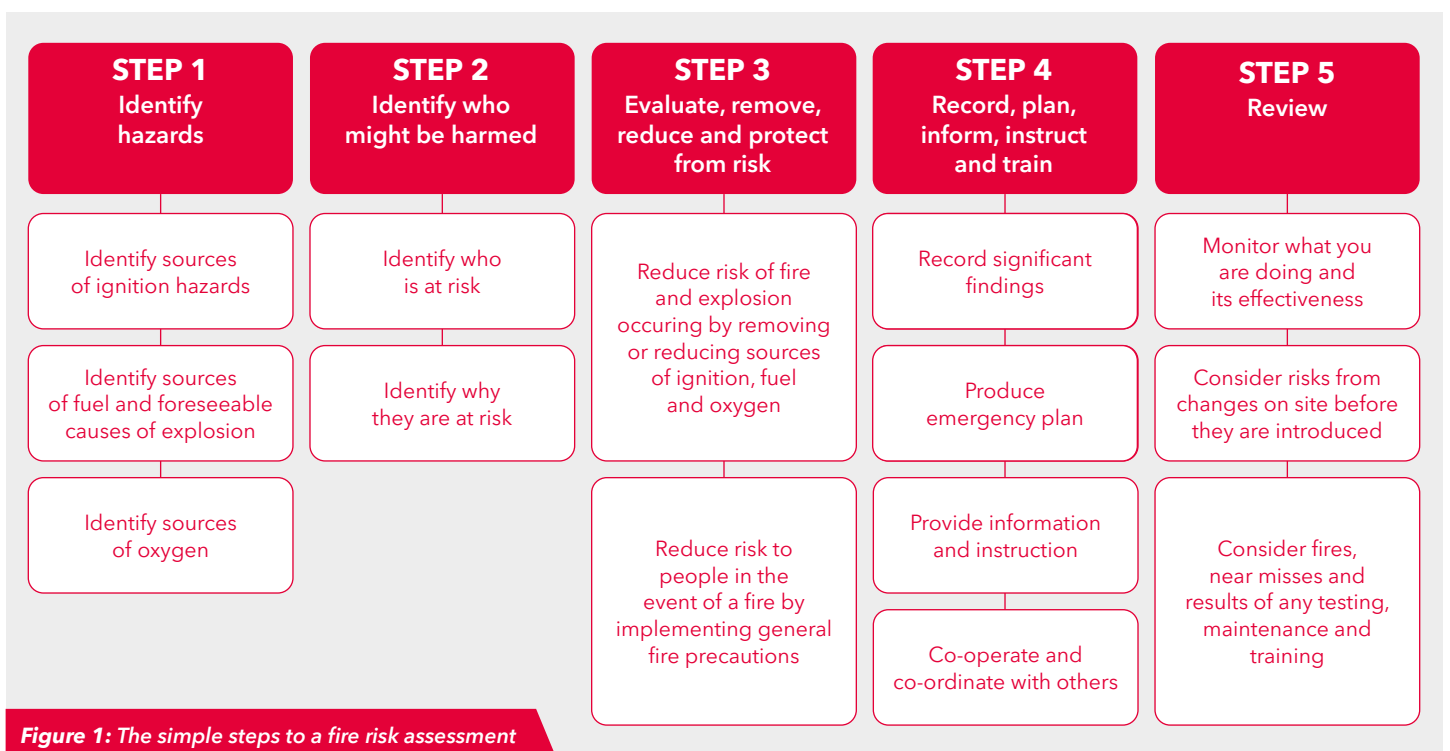 STEP 1
Identify
hazards
Identify sources
of ignition hazards
Identify sources
of fuel and foreseeable
causes of explosion
Identify sources
of oxygen
STEP 2
Identify who
might be harmed
Identify who
is at risk
Identify why
they are at risk
STEP 3
Evaluate, remove,
reduce and protect
from risk
Reduce risk of fire
and explosion
occuring by removing
or reducing sources
of ignition, fuel
and oxygen
Reduce risk to
people in the
event of a fire by
implementing general
fire precautions
STEP 4
Record, plan,
inform, instruct
and train
Record significant
findings
Produce
emergency plan
Provide information
and instruction
Co-operate and
co-ordinate with others
STEP 5
Review
Monitor what you
are doing and
its effectiveness
Consider risks from
changes on site before
they are introduced
Consider fires,
near misses and
results of any testing,
maintenance and
training
Figure 1: The simple steps to a fire risk assessment